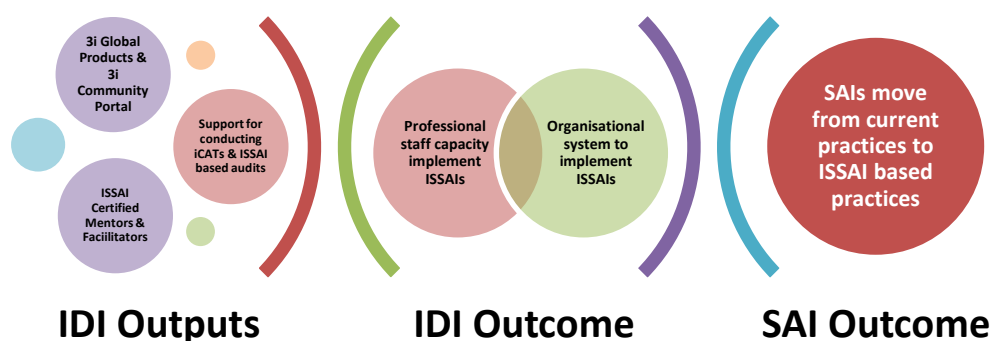 3i Global
Products &
3i
Community
Portal
Support for
conducting
iCATs & ISSAI
based audits
ISSAI
Certified
Mentors &
Faciilitators
Professional
staff capacity
implement
ISSAIs
Organisational
system to
implement
ISSAIs
SAIs move
from current
practices to
ISSAI based
practices
IDI Outputs
IDI Outcome
SAI Outcome